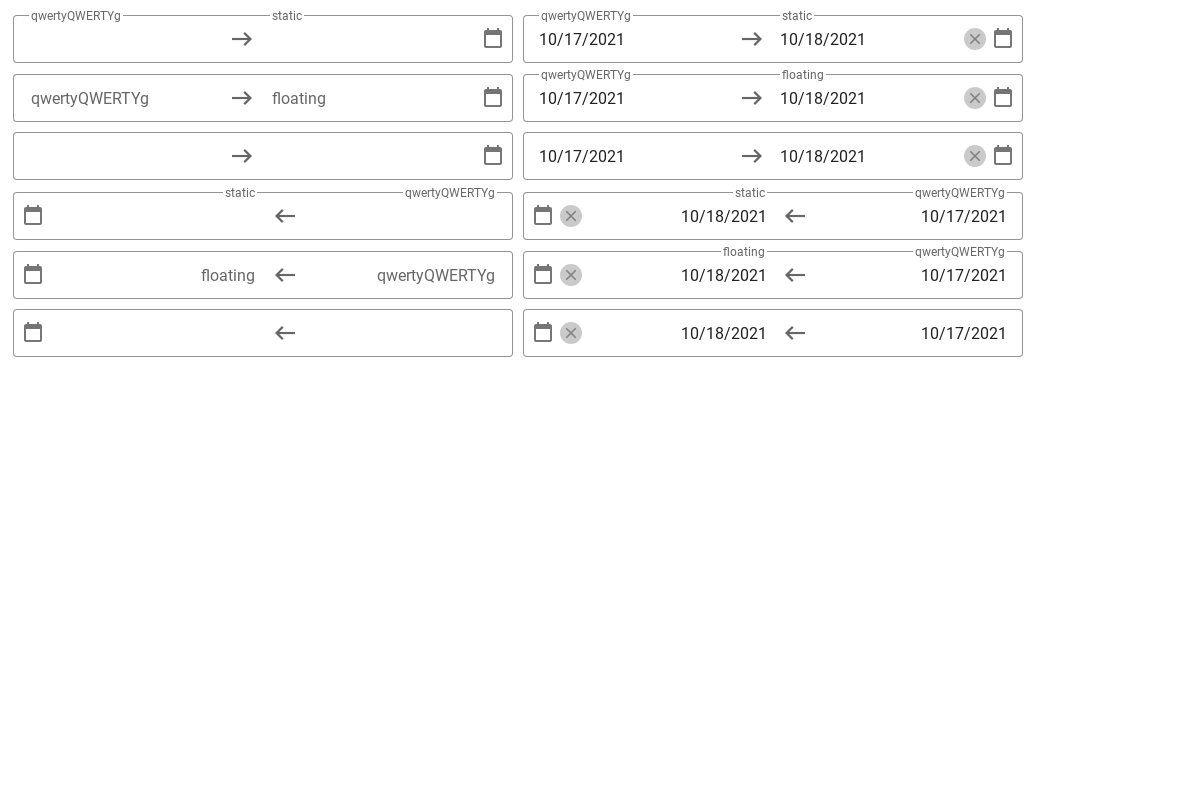 qwertyQWERTYg static qwertyQWERTYg static
10/17/2021 10/18/2021
qwertyQWERTYg floating
qwertyQWERTYg floating 10/17/2021 10/18/2021
10/17/2021 10/18/2021
static qwertyQWERTYg static qwertyQWERTYg
10/18/2021 10/17/2021
floating qwertyQWERTYg
floating qwertyQWERTYg 10/18/2021 10/17/2021
10/18/2021 10/17/2021